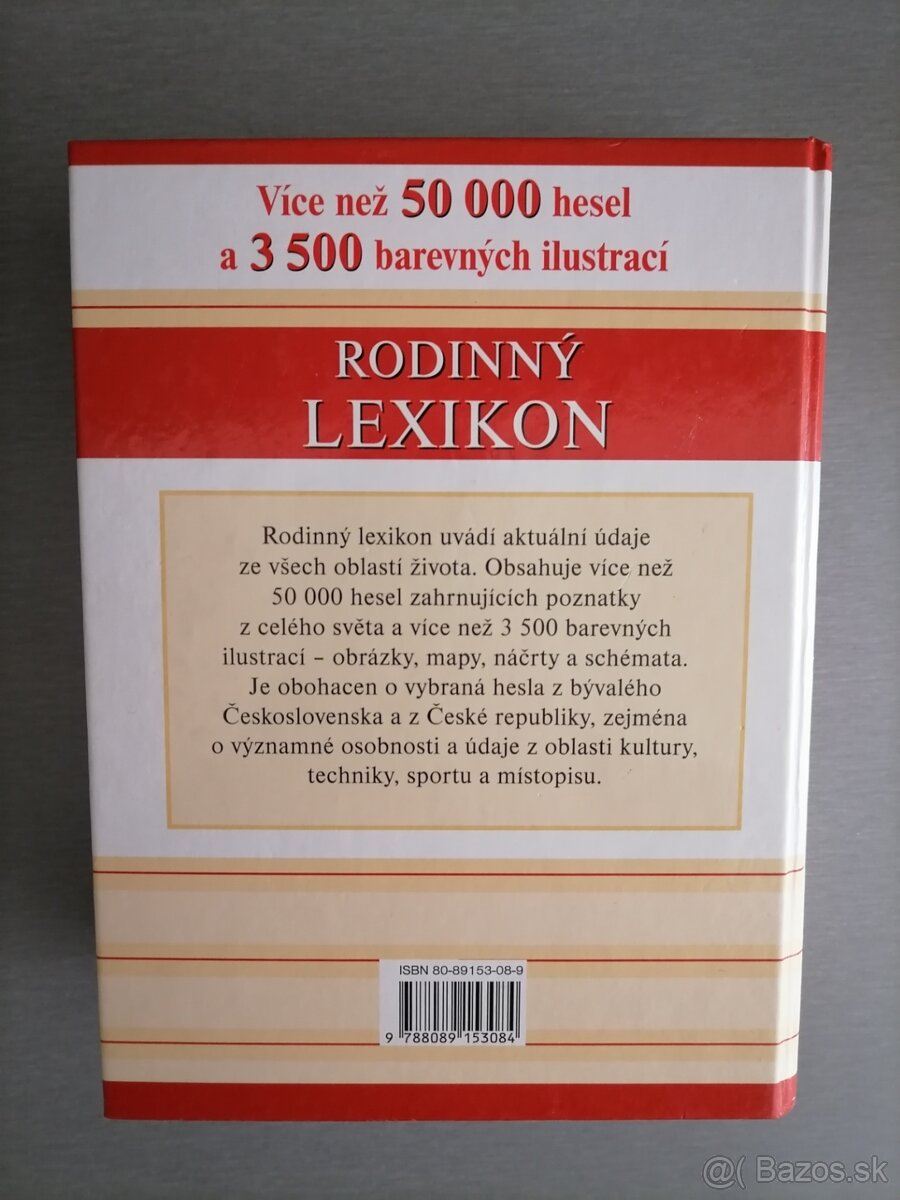 Více než 50 000 hesel
a 3 500 barevných ilustrací
RODINNÝ
LEXIKON
Rodinný lexikon uvádí aktuální údaje
ze všech oblastí života. Obsahuje více než
50 000 hesel zahrnujících poznatky
z celého světa a více než 3 500 barevných
ilustrací – obrázky, mapy, náčrty a schémata.
Je obohacen o vybraná hesla z bývalého
Československa a z České republiky, zejména
o významné osobnosti a údaje z oblasti kultury,
techniky, sportu a místopisu.
ISBN 80-89153-08-9
9 788089 153084
@( Bazos.sk